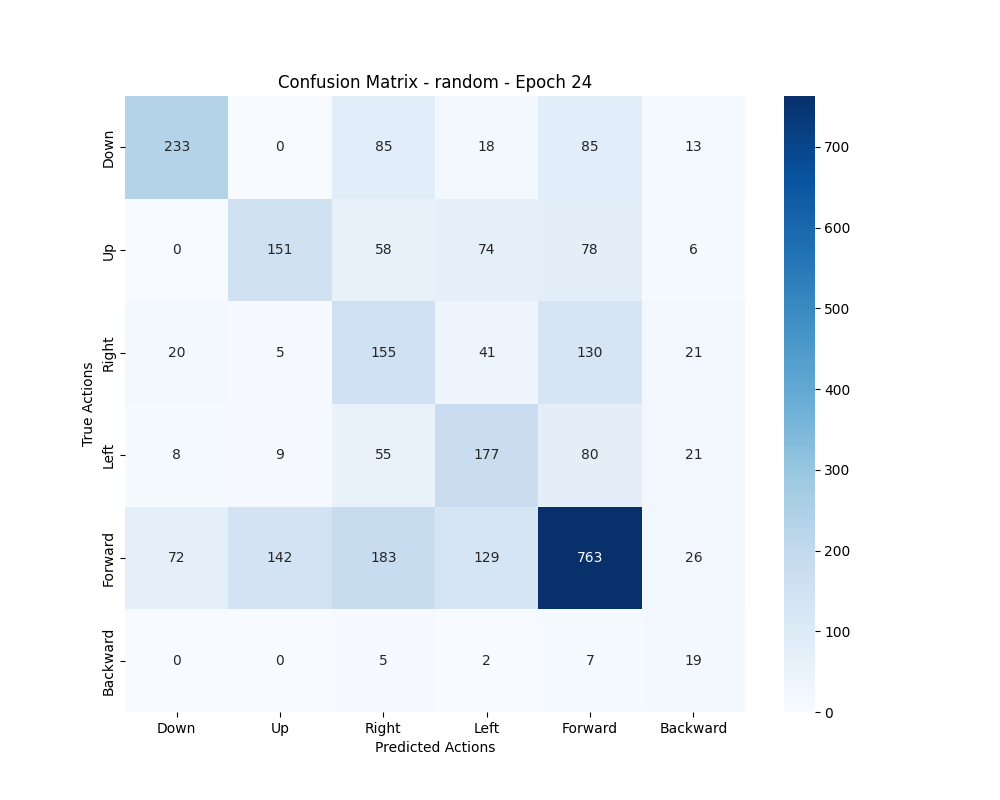 Confusion Matrix - random - Epoch 24
True Actions
Down 233 0 85 18 85 13
Up 0 151 58 74 78 6
Right 20 5 155 41 130 21
Left 8 9 55 177 80 21
Forward 72 142 183 129 763 26
Backward 0 0 5 2 7 19
Down Up Right Left Forward Backward
Predicted Actions
700
600
500
400
300
200
100
0